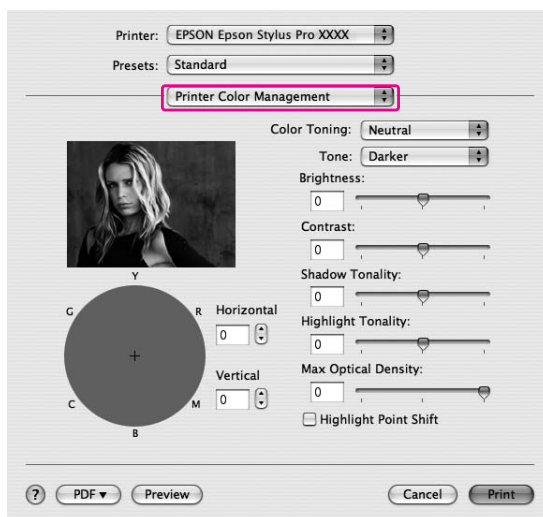 Printer: EPSON Epson Stylus Pro XXXX
Presets: Standard
Printer Color Management
Color Toning: Neutral
Tone: Darker
Brightness:
0
Contrast:
0
Shadow Tonality:
0
Highlight Tonality:
0
Max Optical Density:
0
Highlight Point Shift
Y
G R
C M
B
Horizontal
0
Vertical
0
? PDF▼ Preview Cancel Print